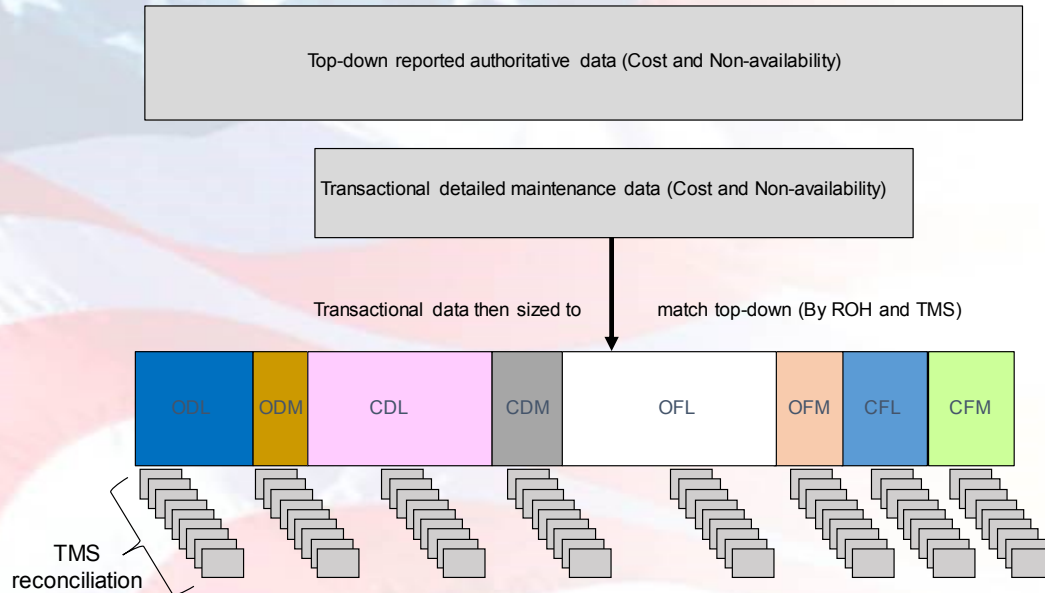 Top-down reported authoritative data (Cost and Non-availability)
Transactional detailed maintenance data (Cost and Non-availability)
Transactional data then sized to match top-down (By ROH and TMS)
ODL ODM CDL CDM OFL OFM CFL CFM
TMS
reconciliation